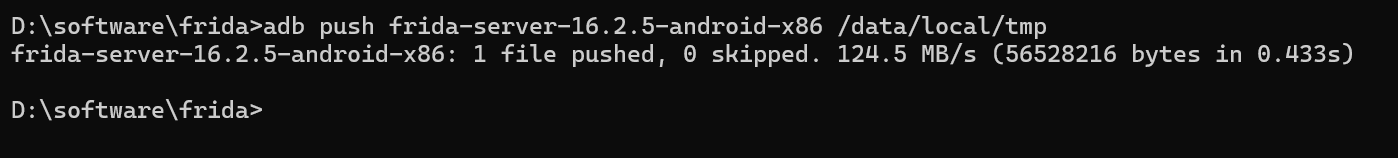 D:\software\frida>adb push frida-server-16.2.5-android-x86 /data/local/tmp
frida-server-16.2.5-android-x86: 1 file pushed, 0 skipped. 124.5 MB/s (56528216 bytes in 0.433s)
D:\software\frida>